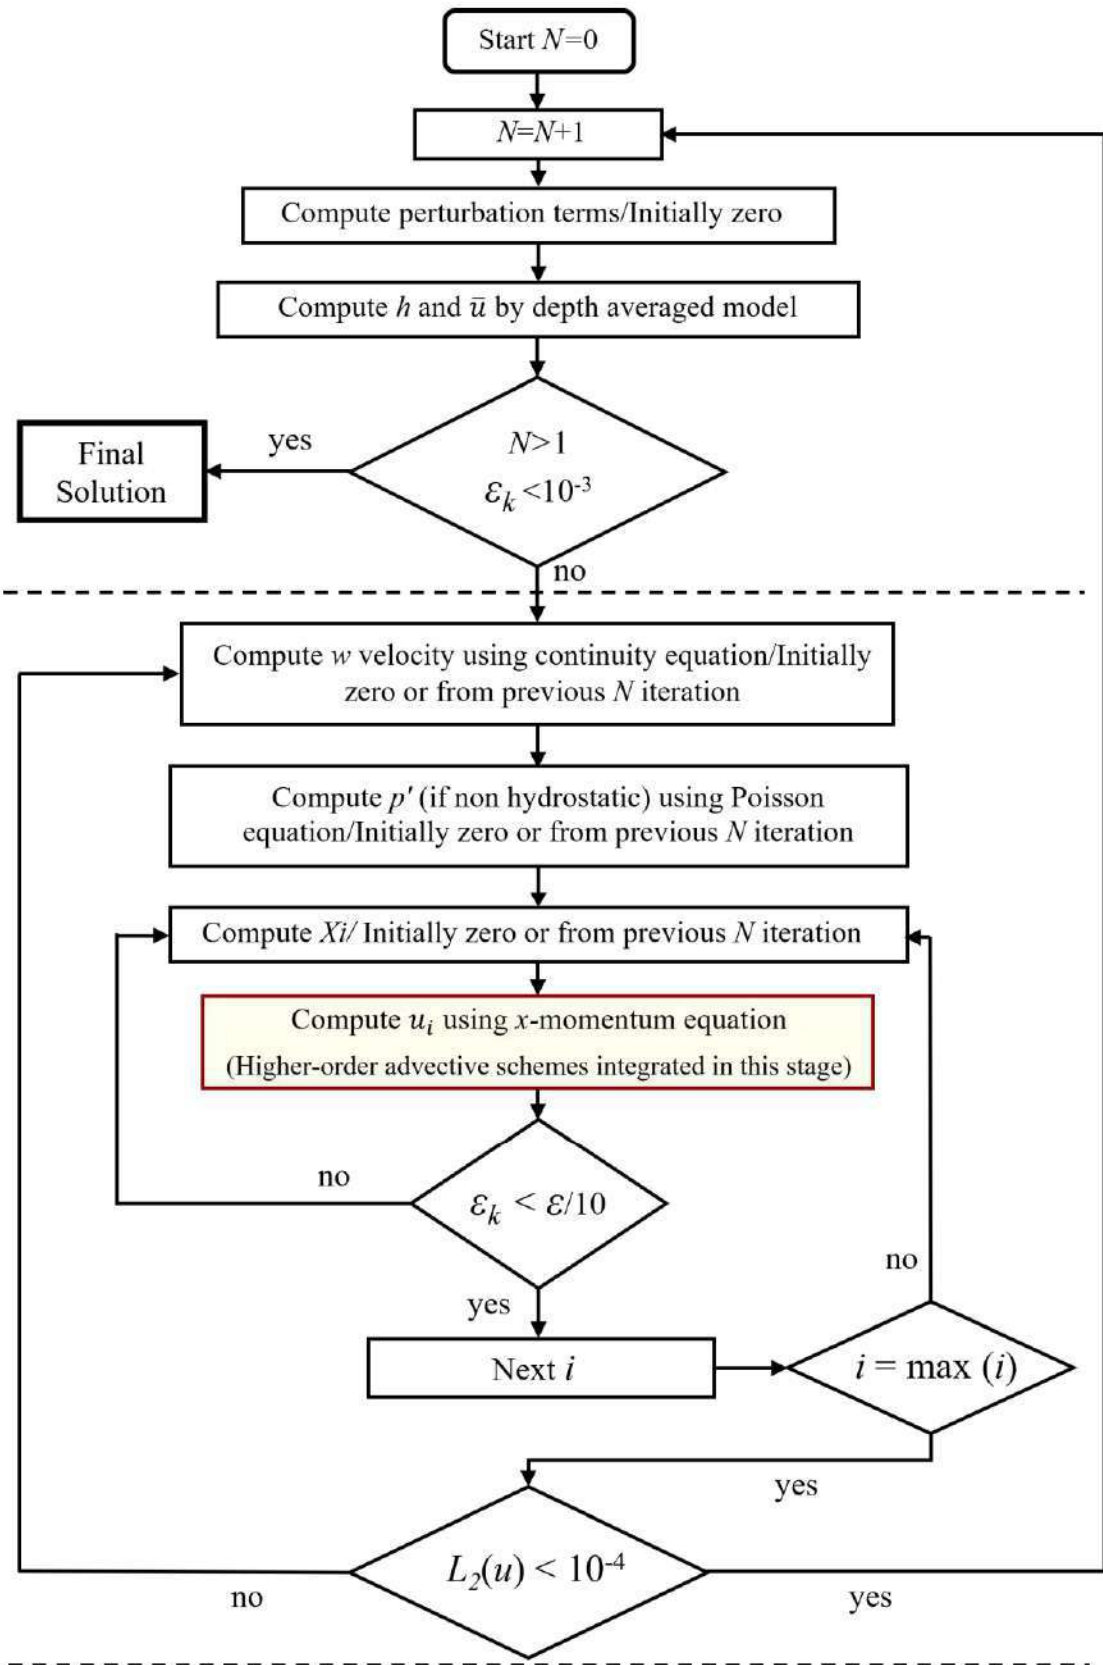 Start N=0
N=N+1
Compute perturbation terms/Initially zero
Compute h and ū by depth averaged model
N>1
εₖ <10⁻³
yes
Final
Solution
no
Compute w velocity using continuity equation/Initially
zero or from previous N iteration
Compute p' (if non hydrostatic) using Poisson
equation/Initially zero or from previous N iteration
Compute Xi/ Initially zero or from previous N iteration
Compute uᵢ using x-momentum equation
(Higher-order advective schemes integrated in this stage)
no
εₖ < ε/10
no
yes
Next i
i = max (i)
yes
L₂(u) < 10⁻⁴
no
yes